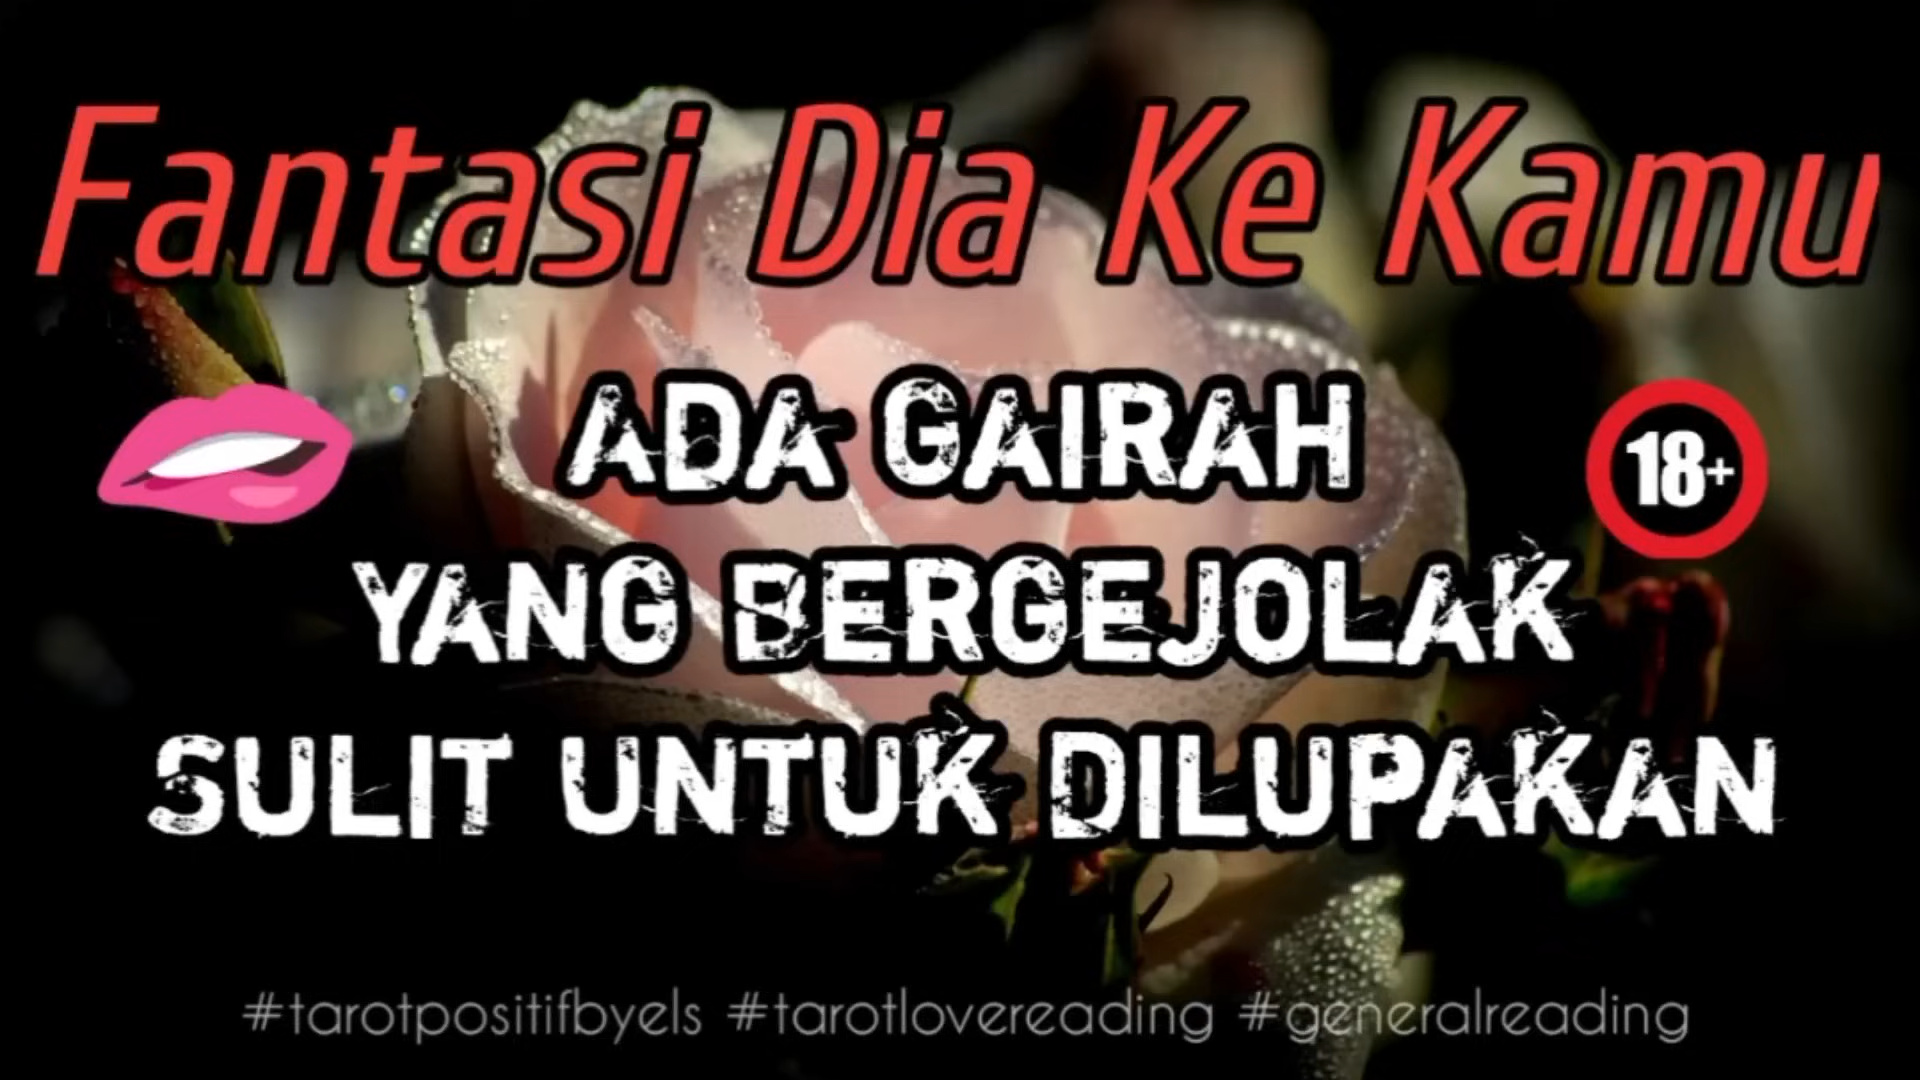 Fantasi Dia Ke Kamu
ADA GAIRAH
18+
YANG BERGEJOLAK
SULIT UNTUK DILUPAKAN
#tarotpositifbyels #tarotlovereading #generalreading